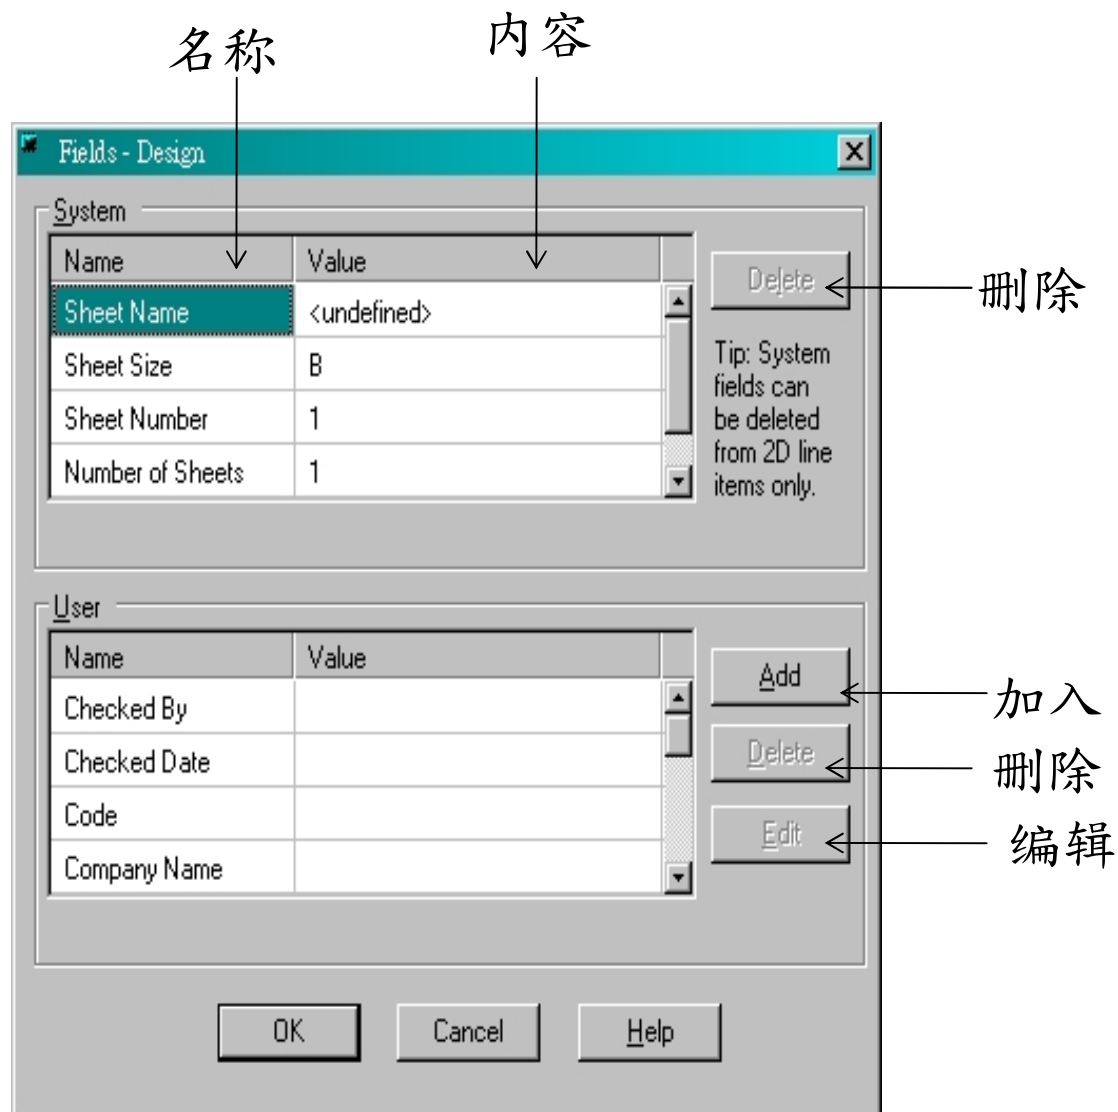 名称
内容
Fields - Design
System
Name Value
Sheet Name <undefined>
Sheet Size B
Sheet Number 1
Number of Sheets 1
Delete
删除
Tip: System
fields can
be deleted
from 2D line
items only.
User
Name Value
Checked By
Checked Date
Code
Company Name
Add
加入
Delete
删除
Edit
编辑
OK Cancel Help